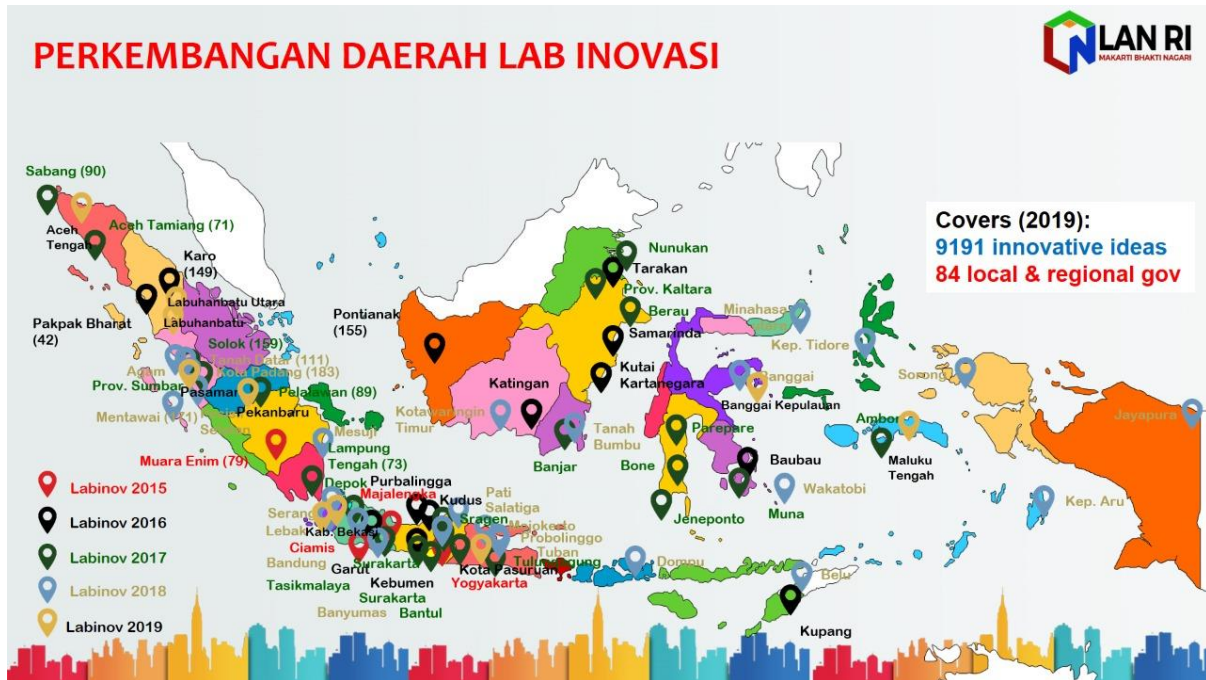 PERKEMBANGAN DAERAH LAB INOVASI
LAN RI
MAKARTI BHAKTI NAGARI
Covers (2019):
9191 innovative ideas
84 local & regional gov
Sabang (90)
Aceh Tamiang (71)
Aceh
Tengah
Karo
(149)
Labuhanbatu Utara
Labuhanbatu
Pakpak Bharat
(42)
Solok (159)
Tanah Datar (111)
Agam
Kota Padang (183)
Prov. Sumbar
Pasaman
Pelalawan (89)
Mentawai (171)
Pekanbaru
Muara Enim (79)
Mesuji
Lampung
Tengah (73)
Pontianak
(155)
Katingan
Kotawaringin
Timur
Banjar
Tanah
Bumbu
Nunukan
Tarakan
Prov. Kaltara
Berau
Samarinda
Kutai
Kartanegara
Minahasa
Utara
Kep. Tidore
Banggai
Banggai Kepulauan
Sorong
Jayapura
Parepare
Bone
Baubau
Wakatobi
Muna
Jeneponto
Ambon
Maluku
Tengah
Kep. Aru
Depok
Purbalingga
Majalengka
Kudus
Pati
Salatiga
Serang
Sragen
Mojokerto
Lebak
Kab. Bekasi
Probolinggo
Tuban
Ciamis
Bandung
Surakarta
Tulungagung
Garut
Kota Pasuruan
Tasikmalaya
Kebumen
Yogyakarta
Surakarta
Banyumas
Bantul
Dompu
Belu
Kupang
Labinov 2015
Labinov 2016
Labinov 2017
Labinov 2018
Labinov 2019